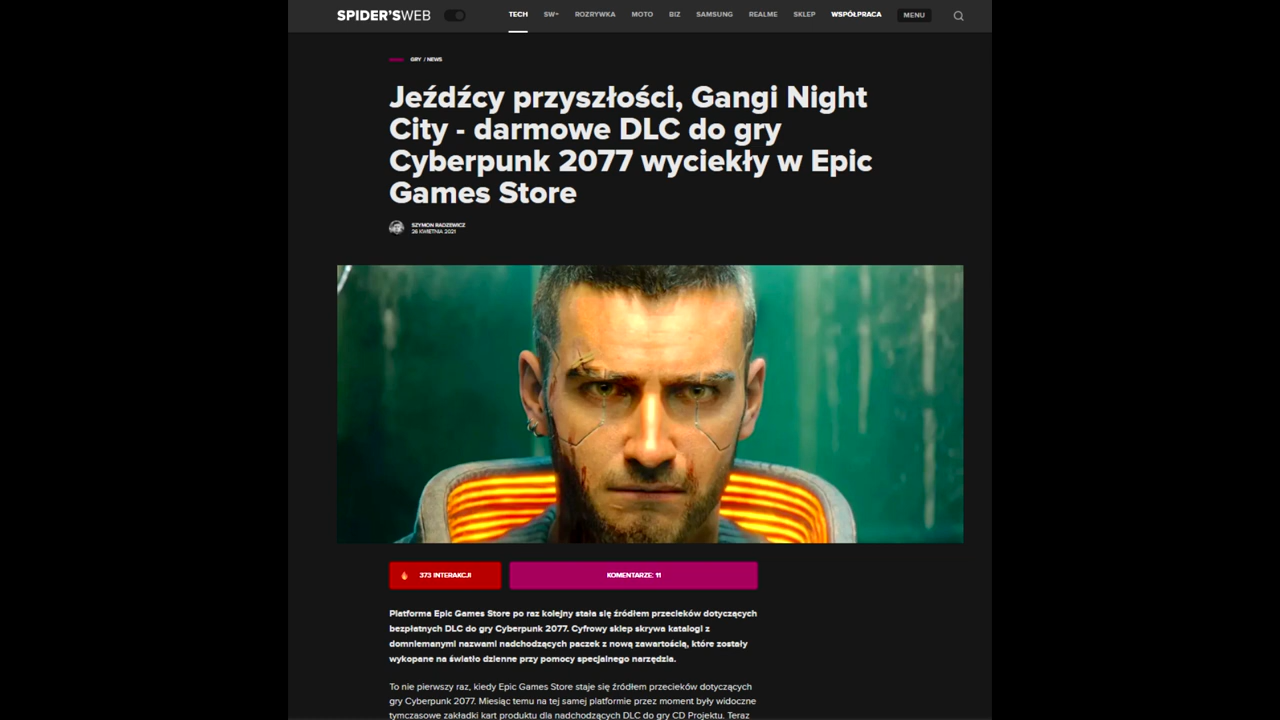 SPIDER'SWEB
TECH SW+ ROZRYWKA MOTO BIZ SAMSUNG REALME SKLEP WSPÓŁPRACA MENU
GRY / NEWS
Jeźdźcy przyszłości, Gangi Night
City - darmowe DLC do gry
Cyberpunk 2077 wyciekły w Epic
Games Store
SZYMON RADZEWICZ
26 KWIETNIA 2021
373 INTERAKCJI
KOMENTARZE: 11
Platforma Epic Games Store po raz kolejny stała się źródłem przecieków dotyczących
bezpłatnych DLC do gry Cyberpunk 2077. Cyfrowy sklep skrywa katalogi z
domniemanymi nazwami nadchodzących paczek z nową zawartością, które zostały
wykopane na światło dzienne przy pomocy specjalnego narzędzia.
To nie pierwszy raz, kiedy Epic Games Store staje się źródłem przecieków dotyczących
gry Cyberpunk 2077. Miesiąc temu na tej samej platformie przez moment były widoczne
tymczasowe zakładki kart produktu dla nadchodzących DLC do gry CD Projektu. Teraz